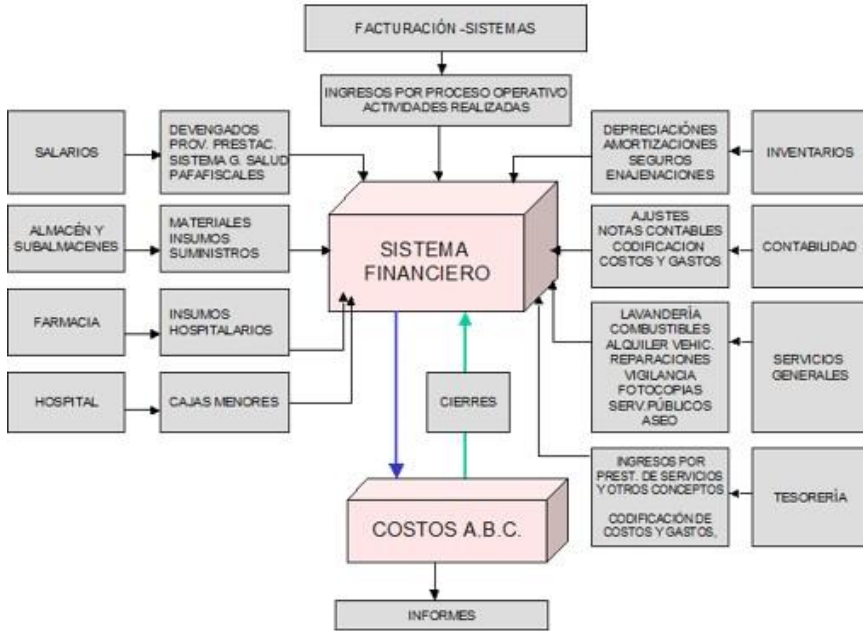 FACTURACIÓN -SISTEMAS
INGRESOS POR PROCESO OPERATIVO
ACTIVIDADES REALIZADAS
SALARIOS
DEVENGADOS
PROV. PRESTAC.
SISTEMA G. SALUD
PAFAFISCALES
ALMACÉN Y
SUBALMACENES
MATERIALES
INSUMOS
SUMINISTROS
FARMACIA
INSUMOS
HOSPITALARIOS
HOSPITAL
CAJAS MENORES
SISTEMA
FINANCIERO
CIERRES
COSTOS A.B.C.
INFORMES
DEPRECIACIÓNES
AMORTIZACIONES
SEGUROS
ENAJENACIONES
INVENTARIOS
AJUSTES
NOTAS CONTABLES
CODIFICACION
COSTOS Y GASTOS
CONTABILIDAD
LAVANDERÍA
COMBUSTIBLES
ALQUILER VEHIC.
REPARACIONES
VIGILANCIA
FOTOCOPIAS
SERV.PÚBLICOS
ASEO
SERVICIOS
GENERALES
INGRESOS POR
PREST. DE SERVICIOS
Y OTROS CONCEPTOS
CODIFICACIÓN DE
COSTOS Y GASTOS,
TESORERÍA